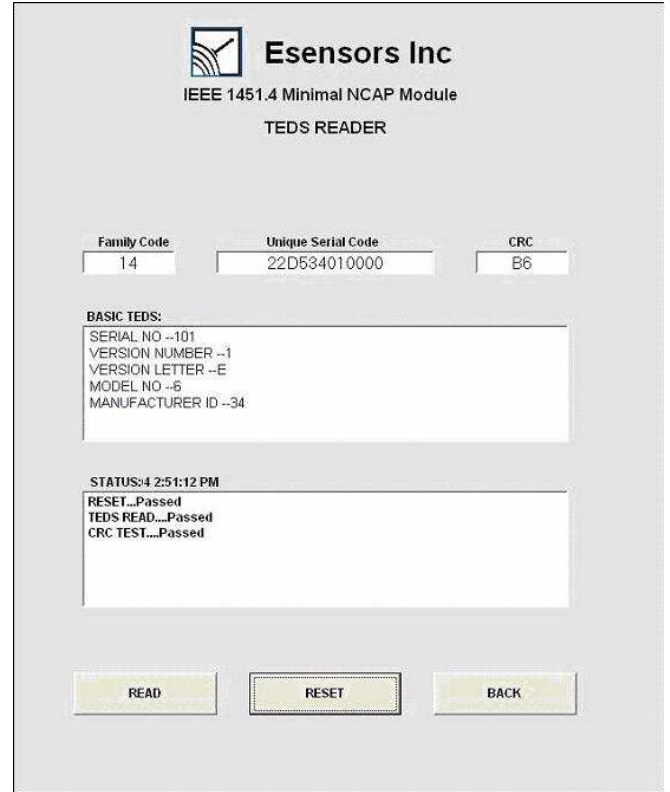 Esensors Inc
IEEE 1451.4 Minimal NCAP Module
TEDS READER
Family Code Unique Serial Code CRC
14 22D534010000 B6
BASIC TEDS:
SERIAL NO --101
VERSION NUMBER --1
VERSION LETTER --E
MODEL NO --6
MANUFACTURER ID --34
STATUS:4 2:51:12 PM
RESET...Passed
TEDS READ....Passed
CRC TEST....Passed
READ RESET BACK